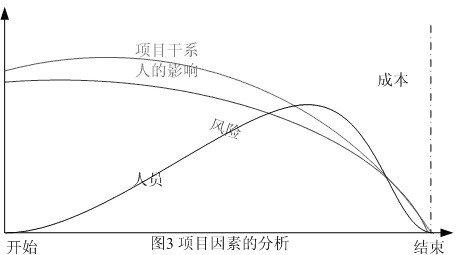 项目干系
人的影响
成本
风险
人员
开始
图3 项目因素的分析
结束